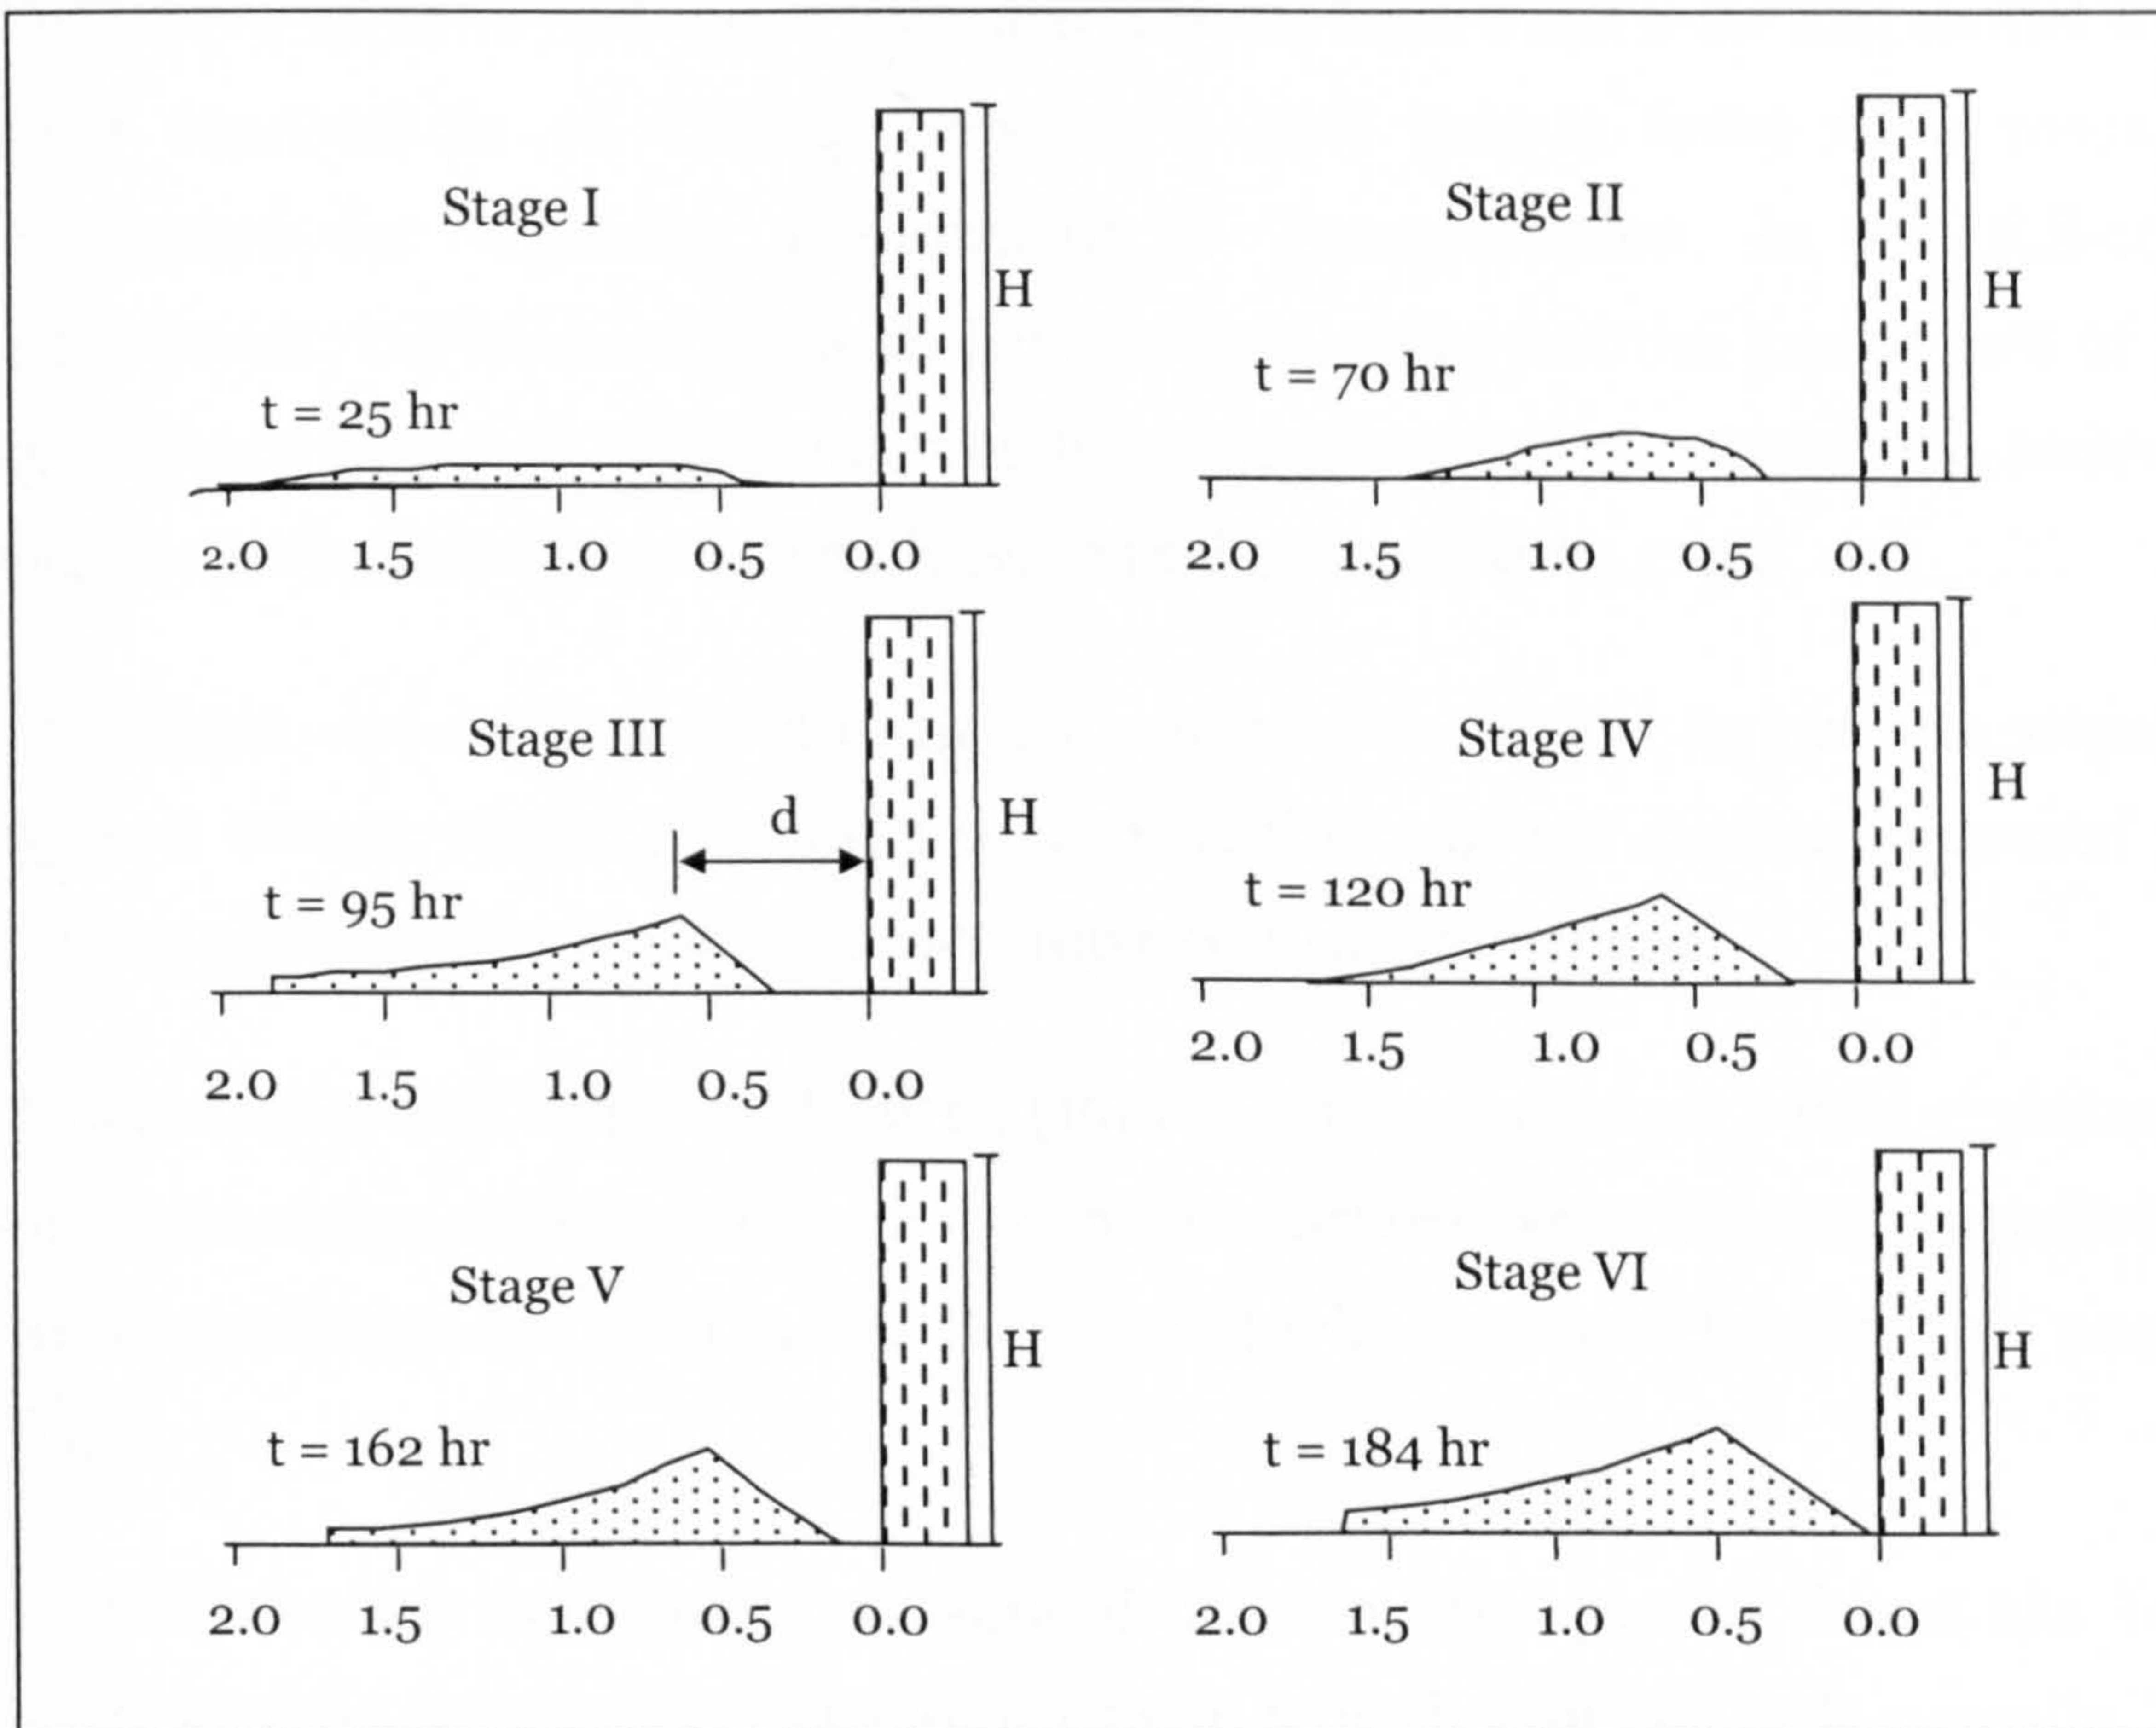 Stage I
H
t = 25 hr
2.0 1.5 1.0 0.5 0.0
Stage II
H
t = 70 hr
2.0 1.5 1.0 0.5 0.0
Stage III
d
H
t = 95 hr
2.0 1.5 1.0 0.5 0.0
Stage IV
H
t = 120 hr
2.0 1.5 1.0 0.5 0.0
Stage V
H
t = 162 hr
2.0 1.5 1.0 0.5 0.0
Stage VI
H
t = 184 hr
2.0 1.5 1.0 0.5 0.0